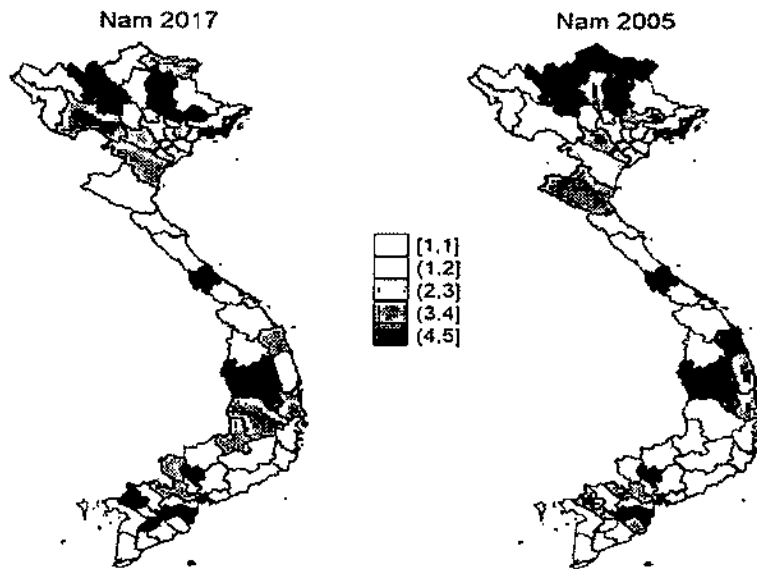 Nam 2017
Nam 2005
[1,1]
(1,2]
(2,3]
(3,4]
(4,5]